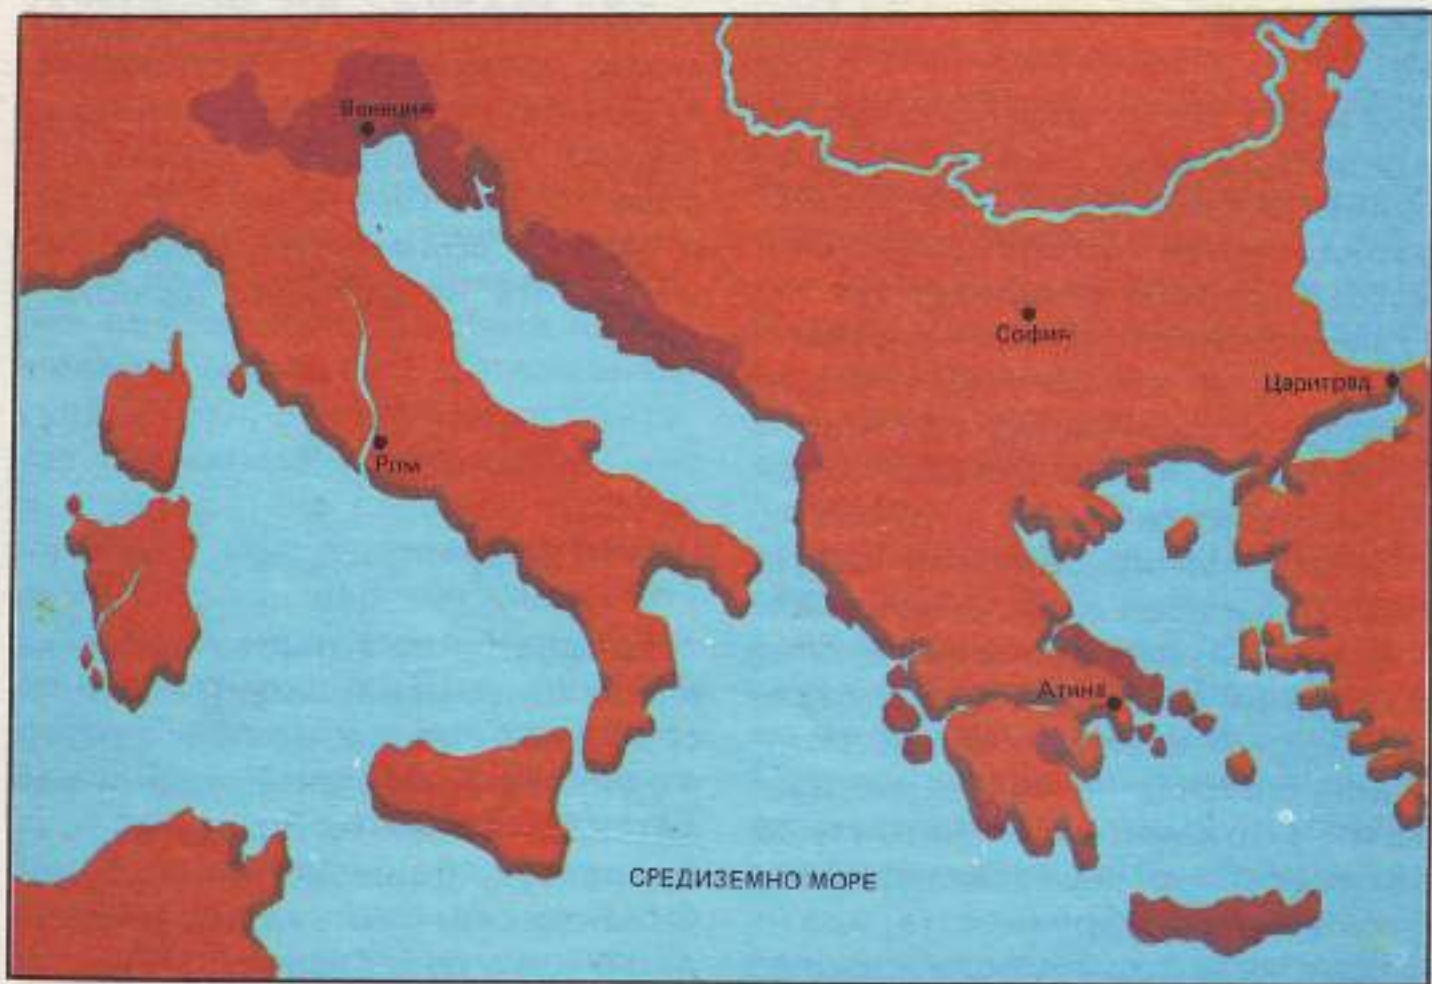 Венеция
София
Цариград
Рим
Атина
СРЕДИЗЕМНО МОРЕ